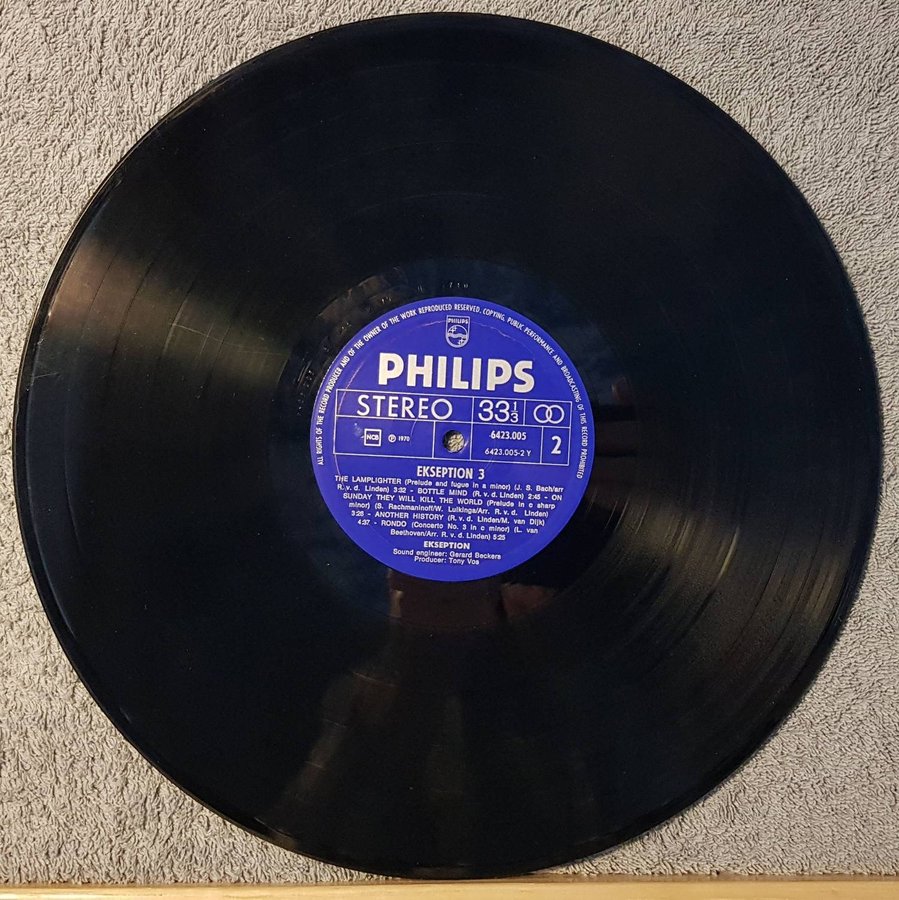 ALL RIGHTS OF THE RECORD PRODUCER AND OF THE OWNER OF THE WORK REPRODUCED RESERVED, COPYING, PUBLIC PERFORMANCE AND BROADCASTING OF THIS RECORD PROHIBITED
PHILIPS
PHILIPS
STEREO 33 1/3
NCB ℗ 1970 6423.005
6423.005-2 Y 2
EKSEPTION 3
THE LAMPLIGHTER (Prelude and fugue in a minor) (J. S. Bach/arr
R. v. d. Linden) 3:32 - BOTTLE MIND (R. v. d. Linden) 2:45 - ON
SUNDAY THEY WILL KILL THE WORLD (Prelude in c sharp
minor) (S. Rachmaninoff/W. Luikinga/Arr. R. v. d. Linden)
3:26 - ANOTHER HISTORY (R. v. d. Linden/M. van Dijk)
4:37 - RONDO (Concerto No. 3 in c minor) (L. van
Beethoven/Arr. R. v. d. Linden) 5:25
EKSEPTION
Sound engineer: Gerard Beckers
Producer: Tony Vos